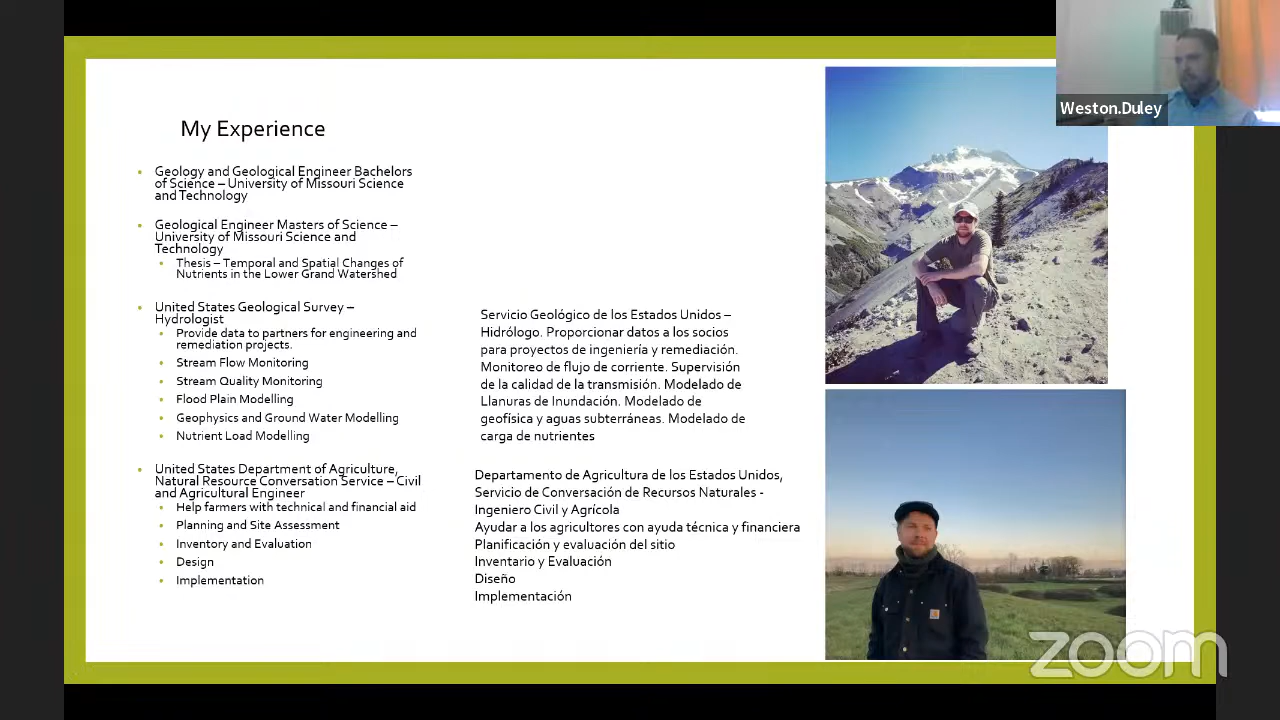 My Experience
Geology and Geological Engineer Bachelors
of Science – University of Missouri Science
and Technology
Geological Engineer Masters of Science –
University of Missouri Science and
Technology
Thesis – Temporal and Spatial Changes of
Nutrients in the Lower Grand Watershed
United States Geological Survey –
Hydrologist
Provide data to partners for engineering and
remediation projects.
Stream Flow Monitoring
Stream Quality Monitoring
Flood Plain Modelling
Geophysics and Ground Water Modelling
Nutrient Load Modelling
United States Department of Agriculture,
Natural Resource Conversation Service – Civil
and Agricultural Engineer
Help farmers with technical and financial aid
Planning and Site Assessment
Inventory and Evaluation
Design
Implementation
Servicio Geológico de los Estados Unidos –
Hidrólogo. Proporcionar datos a los socios
para proyectos de ingeniería y remediación.
Monitoreo de flujo de corriente. Supervisión
de la calidad de la transmisión. Modelado de
Llanuras de Inundación. Modelado de
geofísica y aguas subterráneas. Modelado de
carga de nutrientes
Departamento de Agricultura de los Estados Unidos,
Servicio de Conversación de Recursos Naturales -
Ingeniero Civil y Agrícola
Ayudar a los agricultores con ayuda técnica y financiera
Planificación y evaluación del sitio
Inventario y Evaluación
Diseño
Implementación
Weston.Duley
zoom